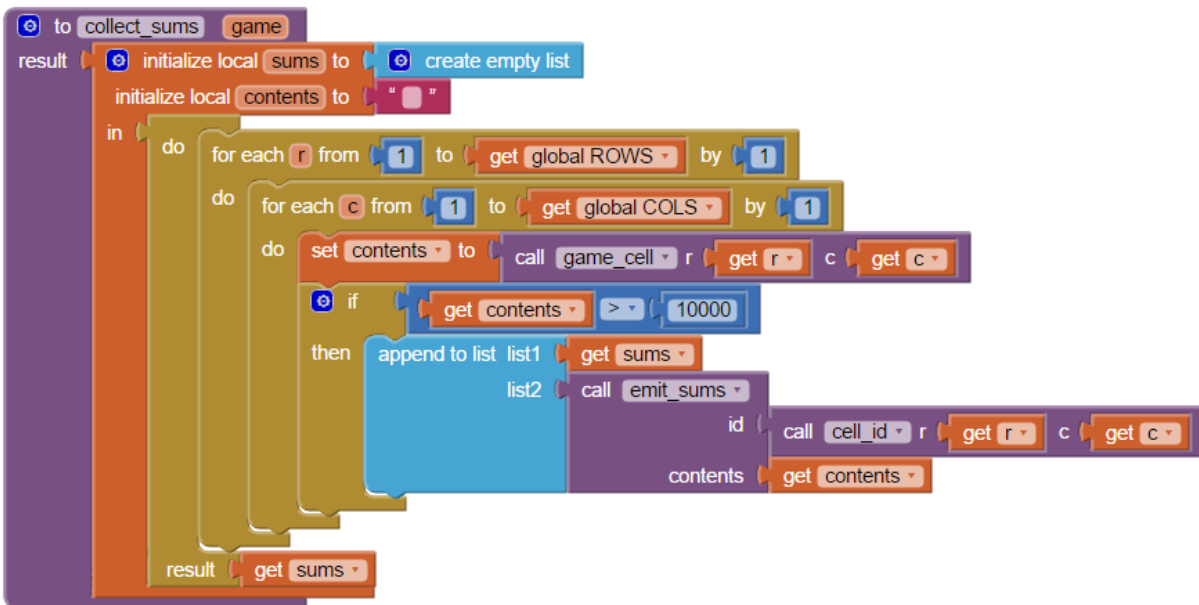 to collect_sums game
result initialize local sums to create empty list
initialize local contents to " "
in do for each r from 1 to get global ROWS by 1
do for each c from 1 to get global COLS by 1
do set contents to call game_cell r get r c get c
if get contents > 10000
then append to list list1 get sums
list2 call emit_sums
id call cell_id r get r c get c
contents get contents
result get sums